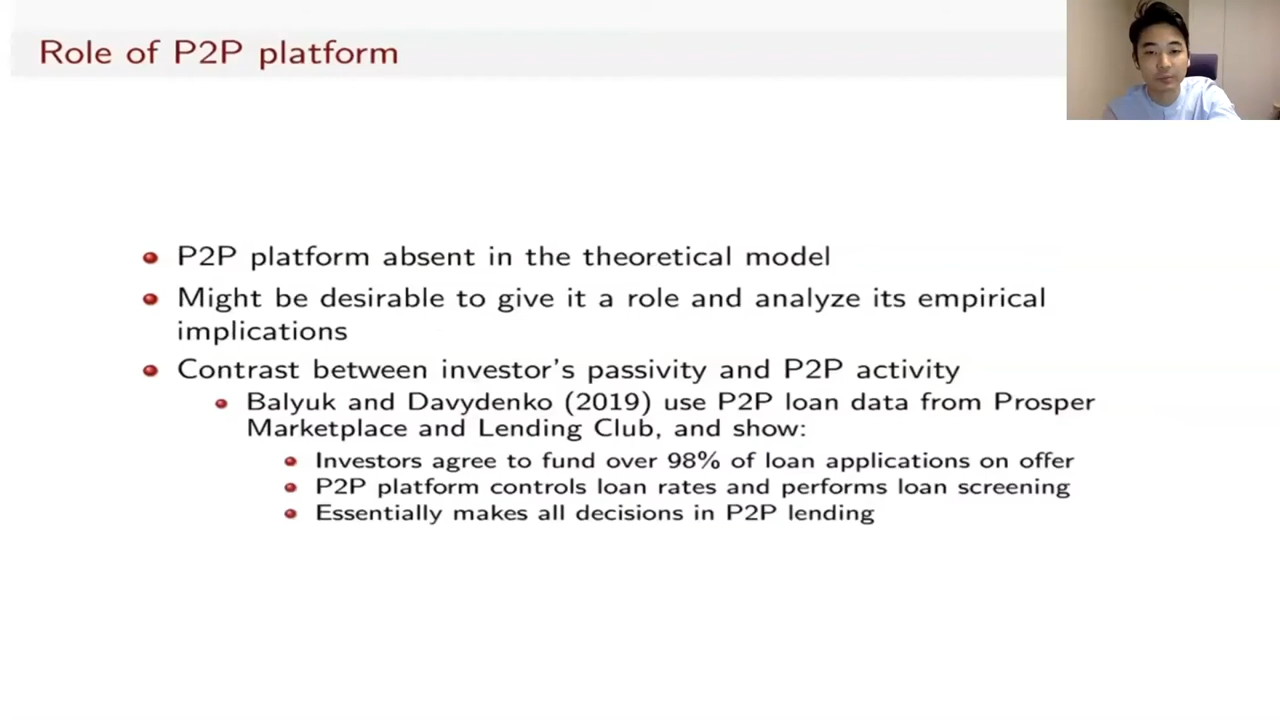 Role of P2P platform
P2P platform absent in the theoretical model
Might be desirable to give it a role and analyze its empirical
implications
Contrast between investor's passivity and P2P activity
Balyuk and Davydenko (2019) use P2P loan data from Prosper
Marketplace and Lending Club, and show:
Investors agree to fund over 98% of loan applications on offer
P2P platform controls loan rates and performs loan screening
Essentially makes all decisions in P2P lending